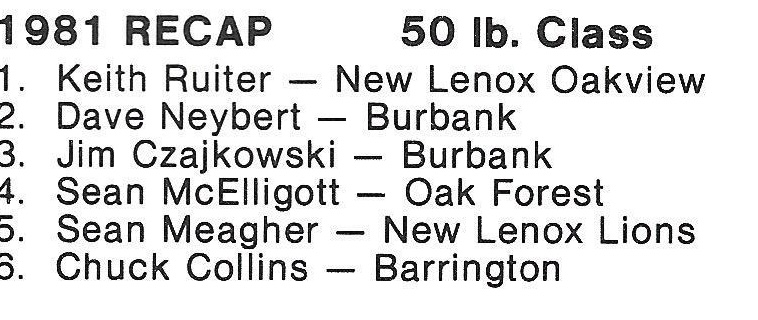 1981 RECAP 50 lb. Class
1. Keith Ruiter — New Lenox Oakview
2. Dave Neybert — Burbank
3. Jim Czajkowski — Burbank
4. Sean McElligott — Oak Forest
5. Sean Meagher — New Lenox Lions
6. Chuck Collins — Barrington